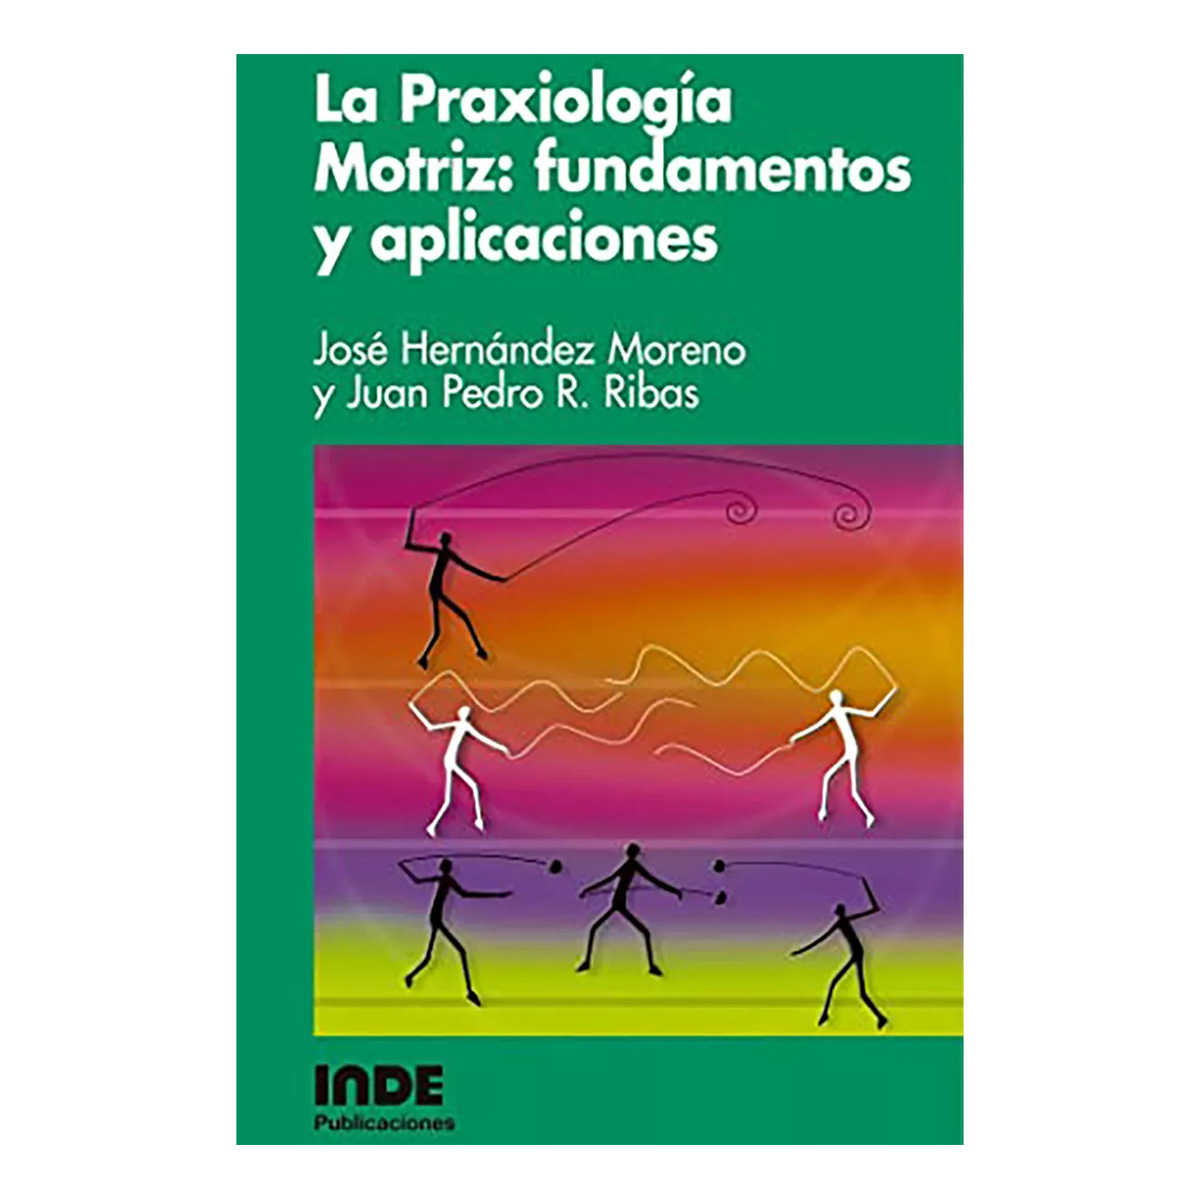 La Praxiología
Motriz: fundamentos
y aplicaciones
José Hernández Moreno
y Juan Pedro R. Ribas
INDE
Publicaciones